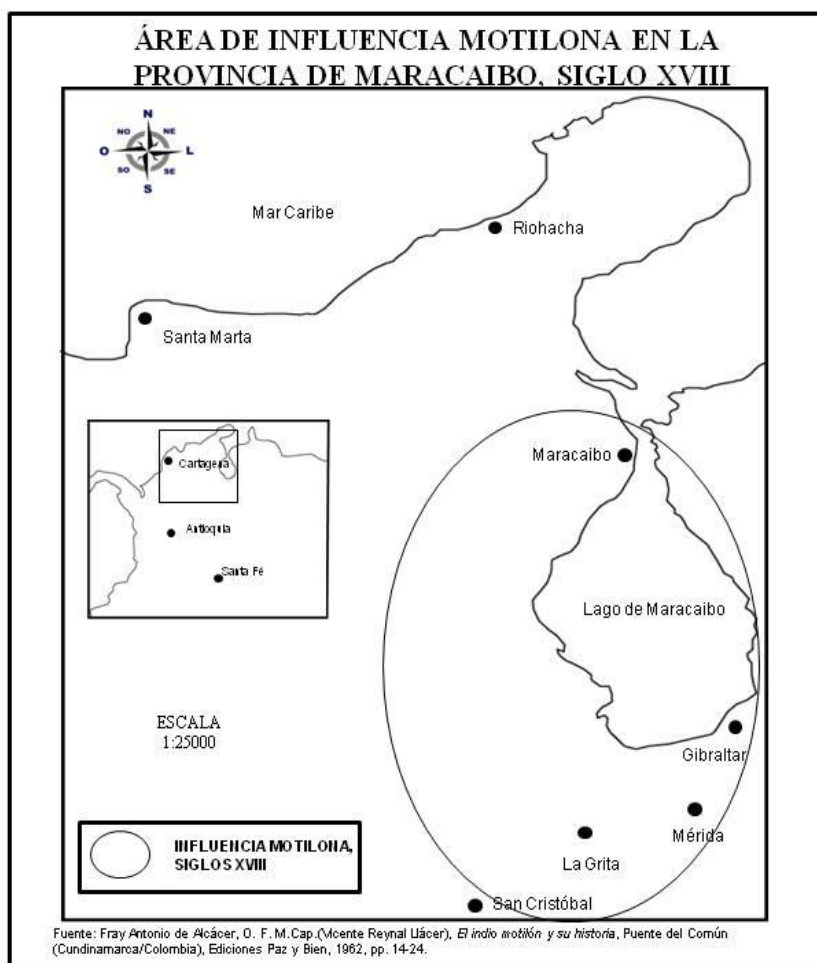 ÁREA DE INFLUENCIA MOTILONA EN LA
PROVINCIA DE MARACAIBO, SIGLO XVIII
N
NO NE
O L
SO SE
S
Mar Caribe
Riohacha
Santa Marta
Maracaibo
Cartagena
Antioquia
Santa Fé
Lago de Maracaibo
ESCALA
1:25000
Gibraltar
Mérida
La Grita
San Cristóbal
INFLUENCIA MOTILONA,
SIGLOS XVIII
Fuente: Fray Antonio de Alcácer, O. F. M.Cap.(Vicente Reynal Llácer), El indio motilón y su historia, Puente del Común
(Cundinamarca/Colombia), Ediciones Paz y Bien, 1962, pp. 14-24.